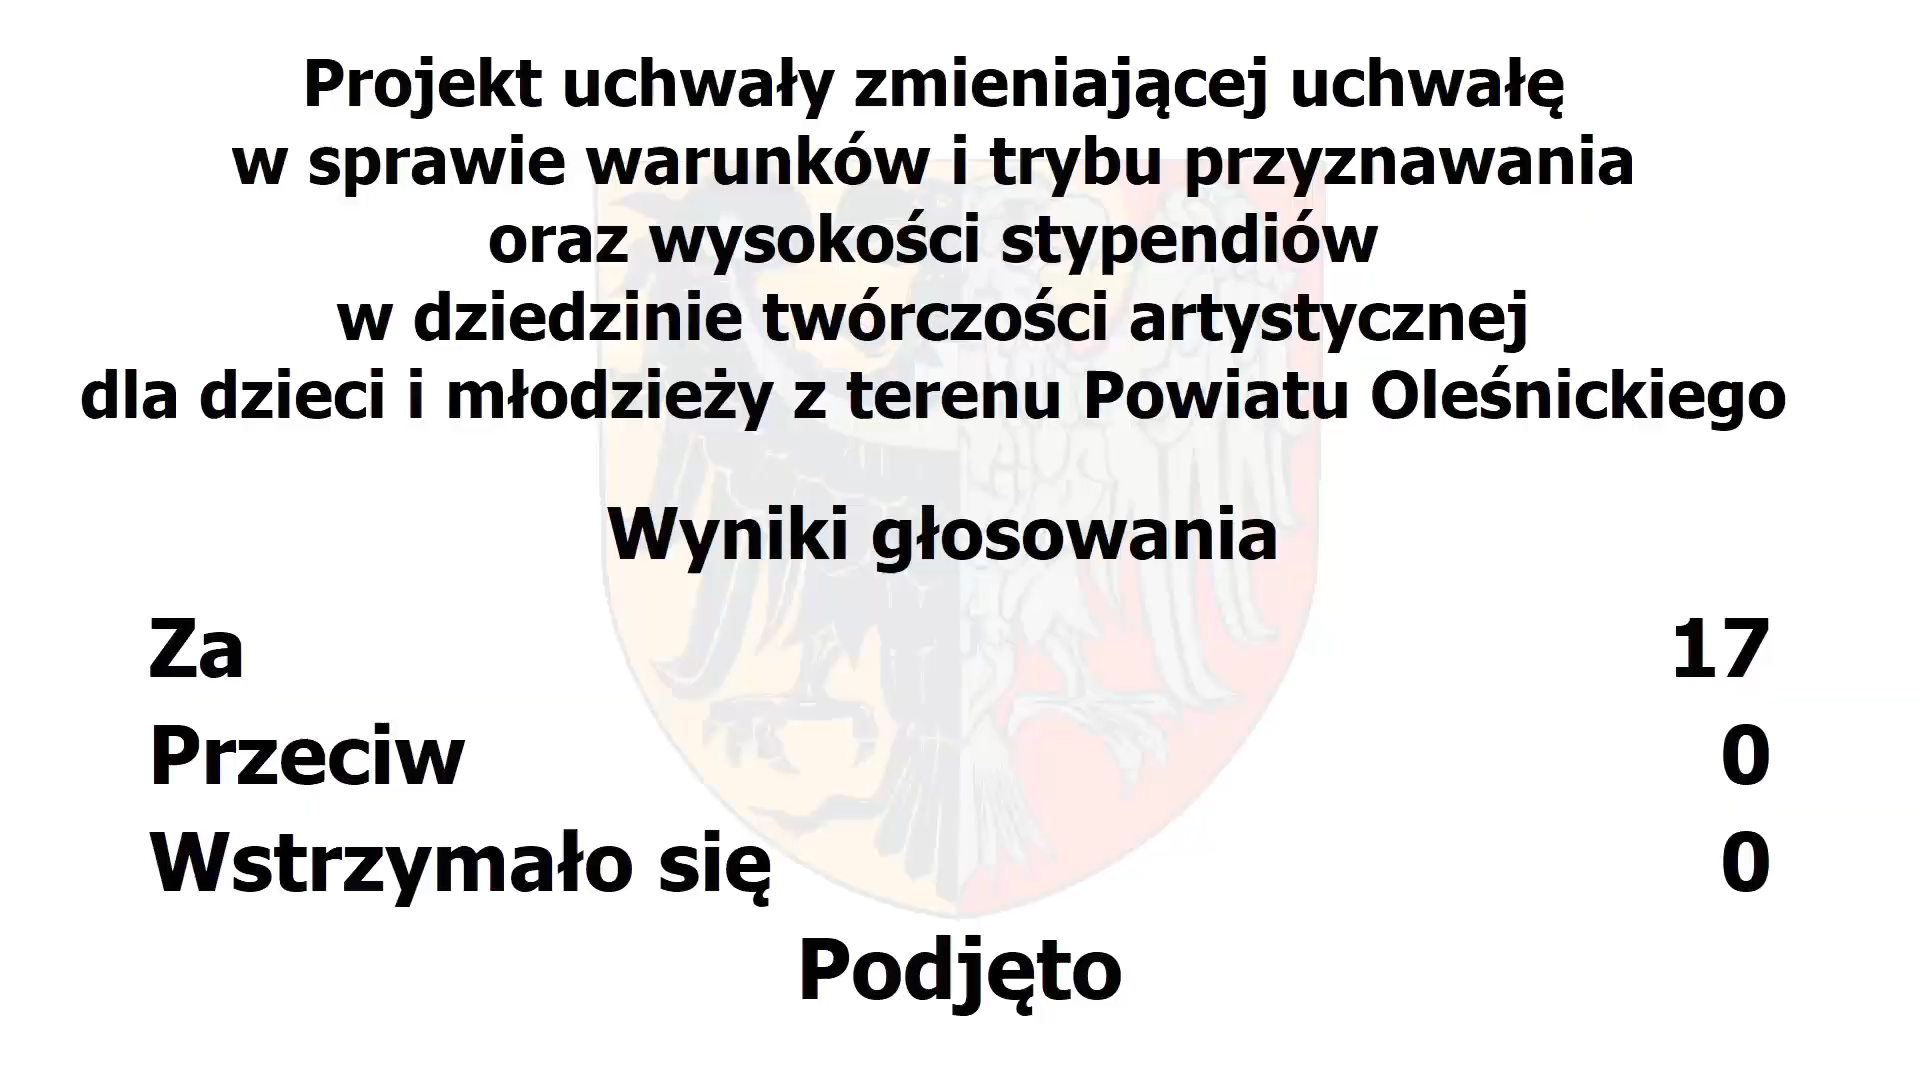 Projekt uchwały zmieniającej uchwałę
w sprawie warunków i trybu przyznawania
oraz wysokości stypendiów
w dziedzinie twórczości artystycznej
dla dzieci i młodzieży z terenu Powiatu Oleśnickiego
Wyniki głosowania
Za 17
Przeciw 0
Wstrzymało się 0
Podjęto